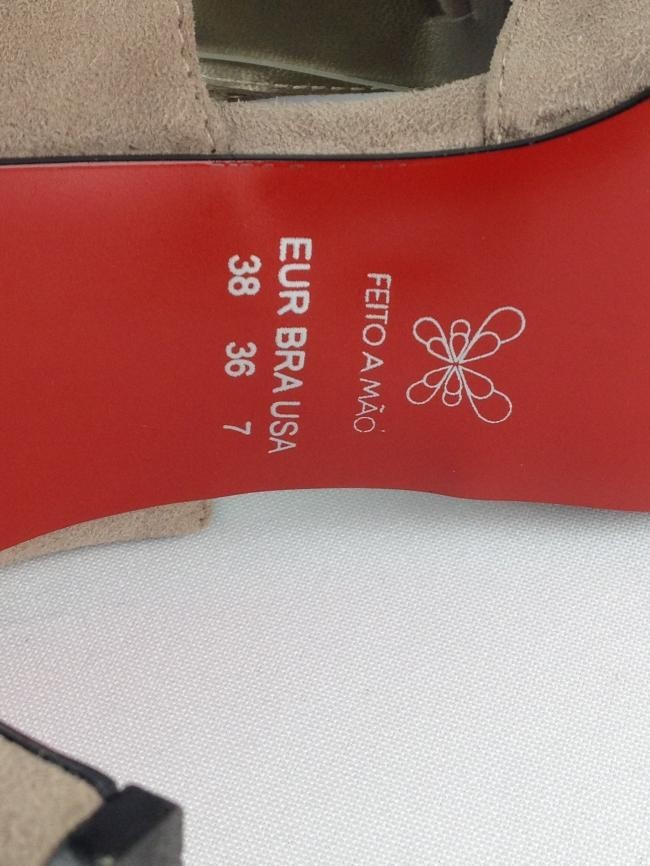 FEITO A MÃO
EUR BRA USA
38 36 7